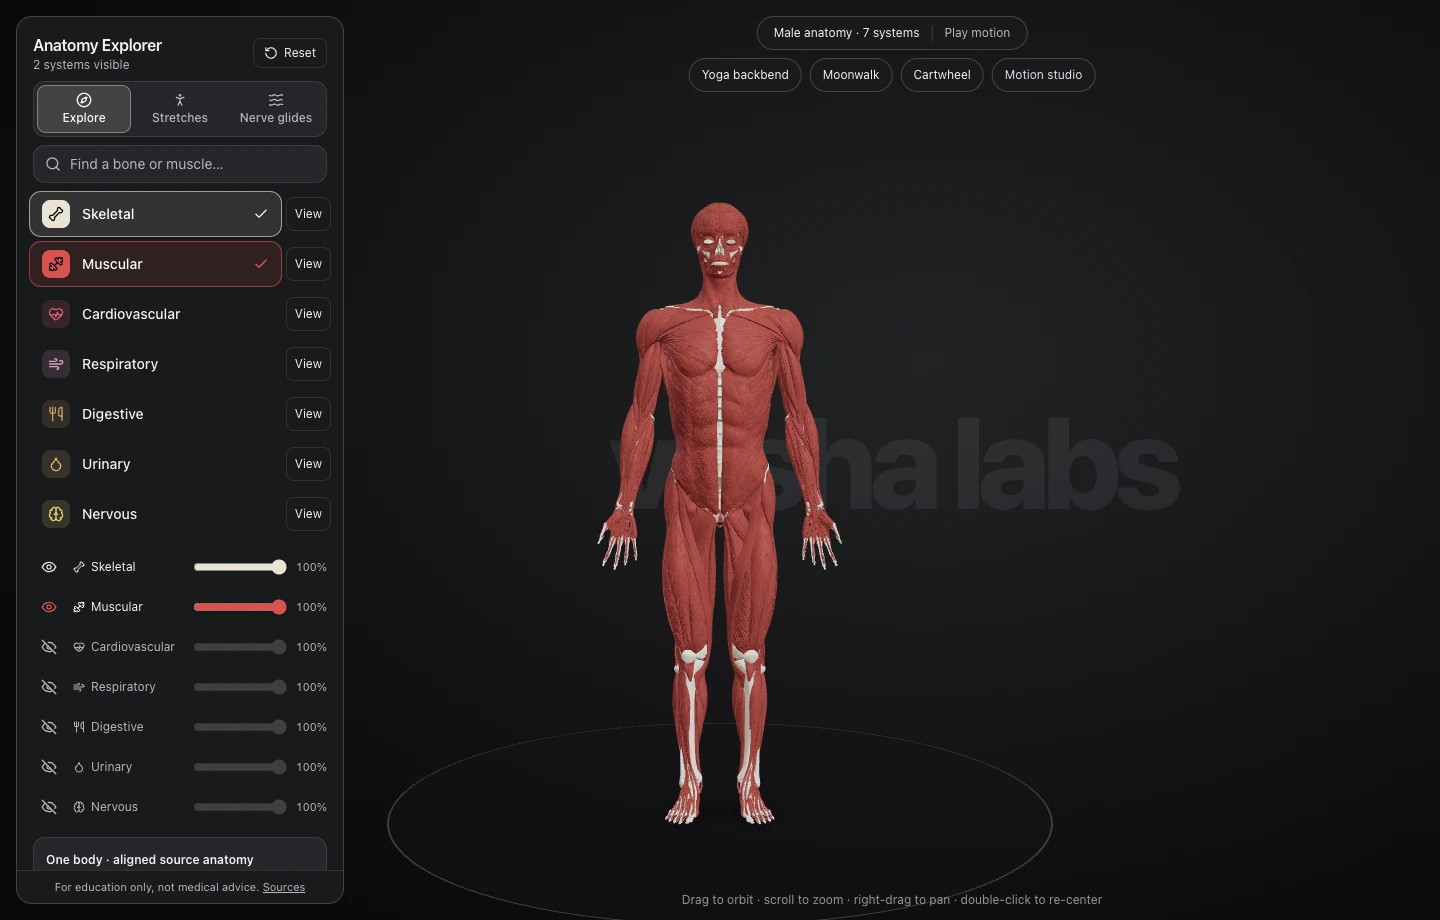 Anatomy Explorer
2 systems visible
Reset
Explore
Stretches
Nerve glides
Find a bone or muscle...
Skeletal
View
Muscular
View
Cardiovascular
View
Respiratory
View
Digestive
View
Urinary
View
Nervous
View
Skeletal 100%
Muscular 100%
Cardiovascular 100%
Respiratory 100%
Digestive 100%
Urinary 100%
Nervous 100%
One body · aligned source anatomy
For education only, not medical advice. Sources
Male anatomy · 7 systems
Play motion
Yoga backbend
Moonwalk
Cartwheel
Motion studio
labs
Drag to orbit · scroll to zoom · right-drag to pan · double-click to re-center